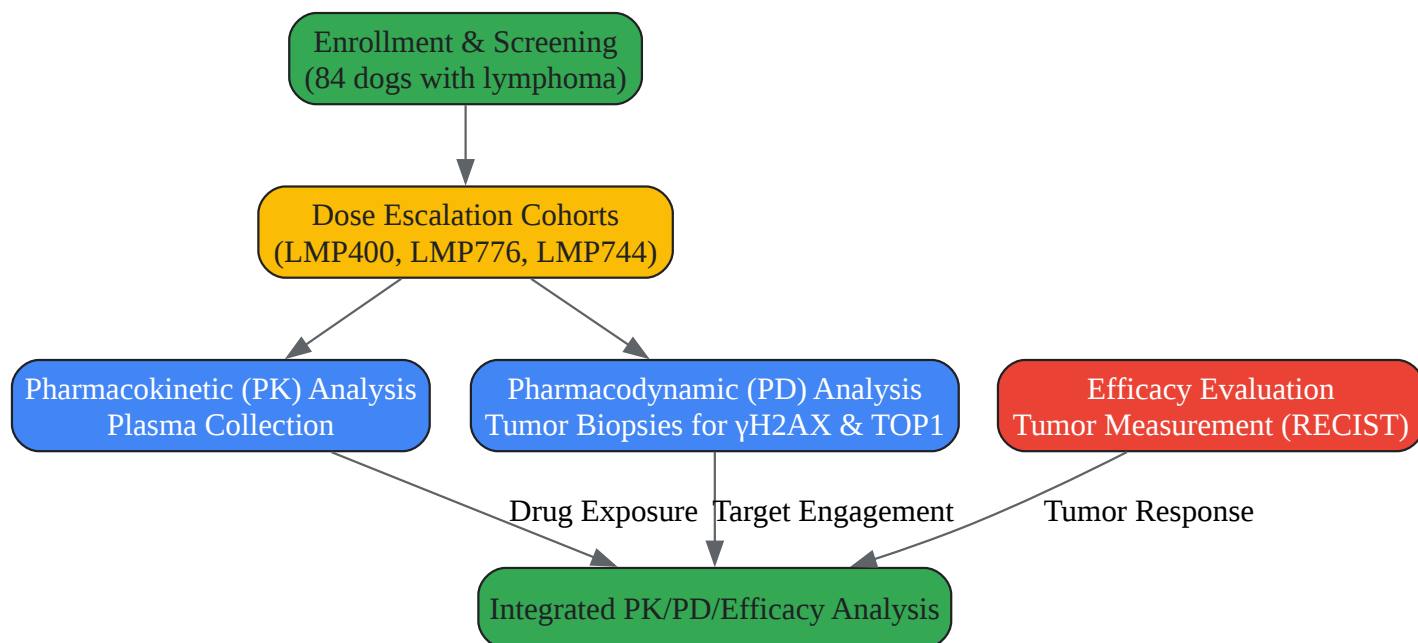 Enrollment & Screening
(84 dogs with lymphoma)
Dose Escalation Cohorts
(LMP400, LMP776, LMP744)
Pharmacokinetic (PK) Analysis
Plasma Collection
Pharmacodynamic (PD) Analysis
Tumor Biopsies for γH2AX & TOP1
Efficacy Evaluation
Tumor Measurement (RECIST)
Drug Exposure
Target Engagement
Tumor Response
Integrated PK/PD/Efficacy Analysis